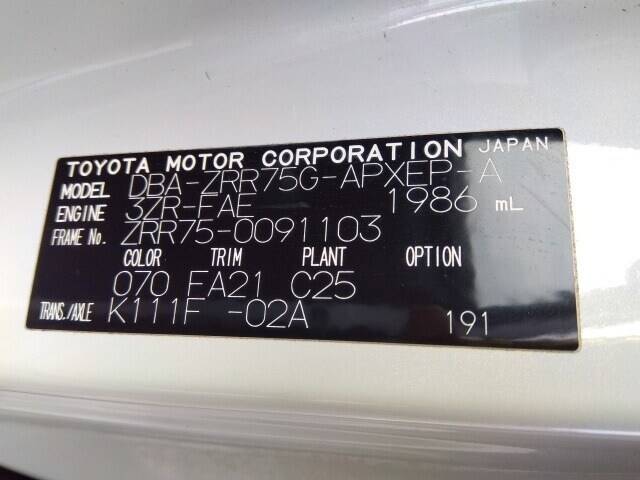 TOYOTA MOTOR CORPORATION JAPAN
MODEL DBA-ZRR75G-APXEP-A
ENGINE 3ZR-FAE 1986 mL
FRAME No. ZRR75-0091103
COLOR TRIM PLANT OPTION
070 FA21 C25
TRANS./AXLE K111F -02A 191